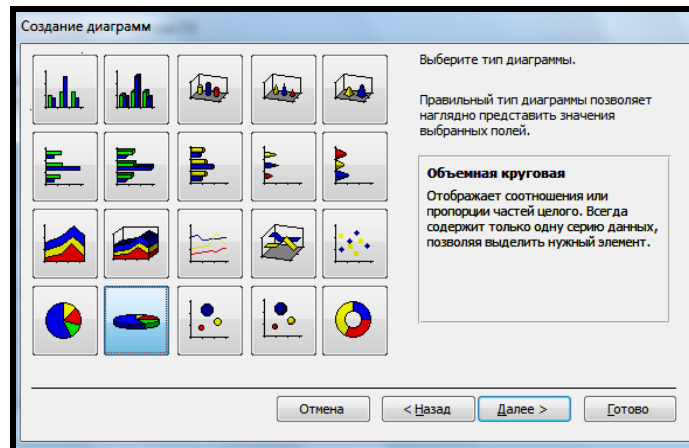 Создание диаграмм
Выберите тип диаграммы.
Правильный тип диаграммы позволяет
наглядно представить значения
выбранных полей.
Объемная круговая
Отображает соотношения или
пропорции частей целого. Всегда
содержит только одну серию данных,
позволяя выделить нужный элемент.
Отмена
< Назад
Далее >
Готово